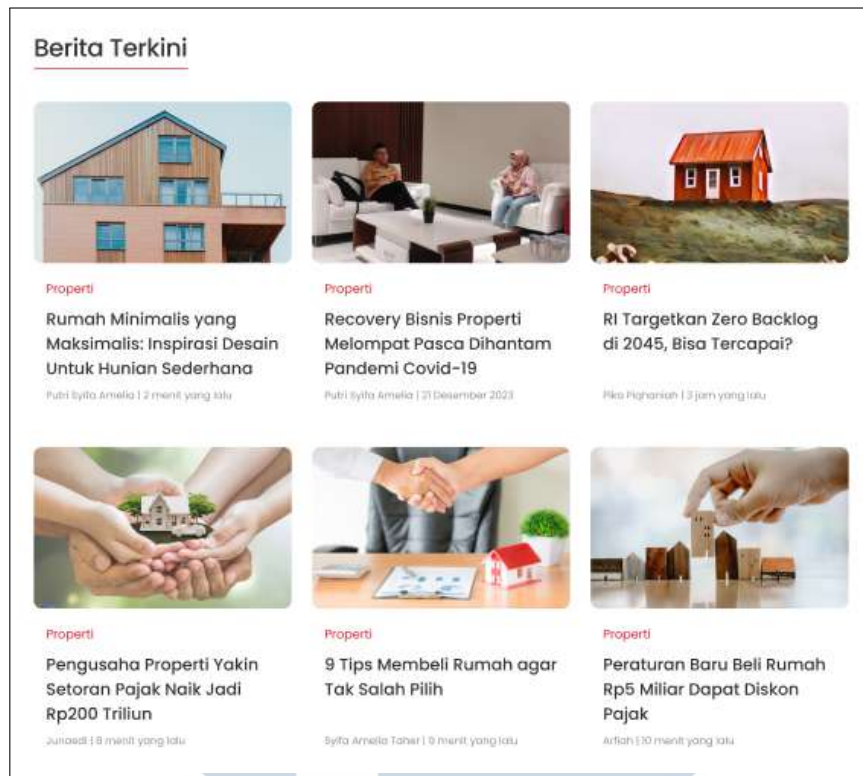 Berita Terkini
Properti
Rumah Minimalis yang
Maksimalis: Inspirasi Desain
Untuk Hunian Sederhana
Putri Syifa Amelia | 2 menit yang lalu
Properti
Recovery Bisnis Properti
Melompat Pasca Dihantam
Pandemi Covid-19
Putri Syifa Amelia | 21 Desember 2023
Properti
RI Targetkan Zero Backlog
di 2045, Bisa Tercapai?
3 jam yang lalu
Properti
Pengusaha Properti Yakin
Setoran Pajak Naik Jadi
Rp200 Triliun
Junaedi | 8 menit yang lalu
Properti
9 Tips Membeli Rumah agar
Tak Salah Pilih
Syifa Amelia Taher | 9 menit yang lalu
Properti
Peraturan Baru Beli Rumah
Rp5 Miliar Dapat Diskon
Pajak
Arfiah | 10 menit yang lalu